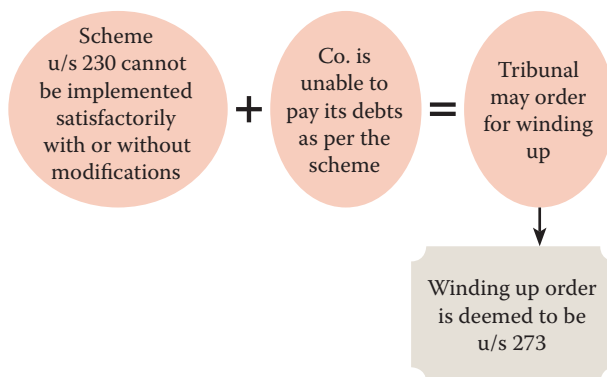 Scheme
u/s 230 cannot
be implemented
satisfactorily
with or without
modifications
+
Co. is
unable to
pay its debts
as per the
scheme
=
Tribunal
may order
for winding
up
Winding up order
is deemed to be
u/s 273